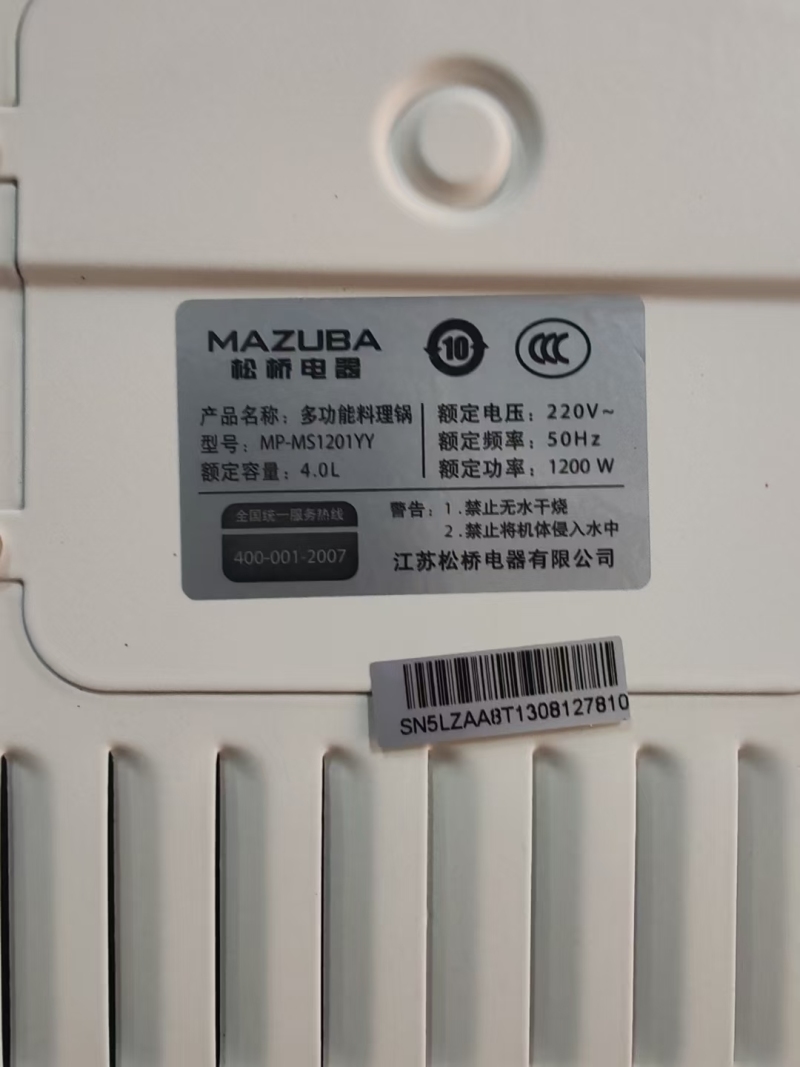 MAZUBA
松桥电器
10
CCC
产品名称：多功能料理锅
型号：MP-MS1201YY
额定容量：4.0L
额定电压：220V~
额定频率：50Hz
额定功率：1200 W
全国统一服务热线
400-001-2007
警告：1.禁止无水干烧
2.禁止将机体侵入水中
江苏松桥电器有限公司
SN5LZAA8T1308127810